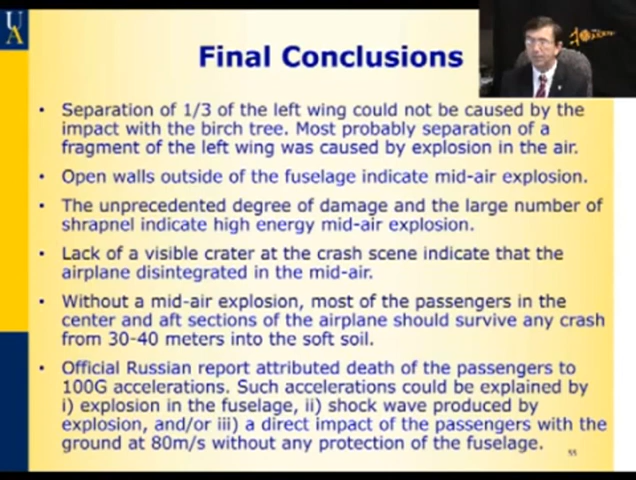 UA
Final Conclusions
• Separation of 1/3 of the left wing could not be caused by the
impact with the birch tree. Most probably separation of a
fragment of the left wing was caused by explosion in the air.
• Open walls outside of the fuselage indicate mid-air explosion.
• The unprecedented degree of damage and the large number of
shrapnel indicate high energy mid-air explosion.
• Lack of a visible crater at the crash scene indicate that the
airplane disintegrated in the mid-air.
• Without a mid-air explosion, most of the passengers in the
center and aft sections of the airplane should survive any crash
from 30-40 meters into the soft soil.
• Official Russian report attributed death of the passengers to
100G accelerations. Such accelerations could be explained by
i) explosion in the fuselage, ii) shock wave produced by
explosion, and/or iii) a direct impact of the passengers with the
ground at 80m/s without any protection of the fuselage.
55